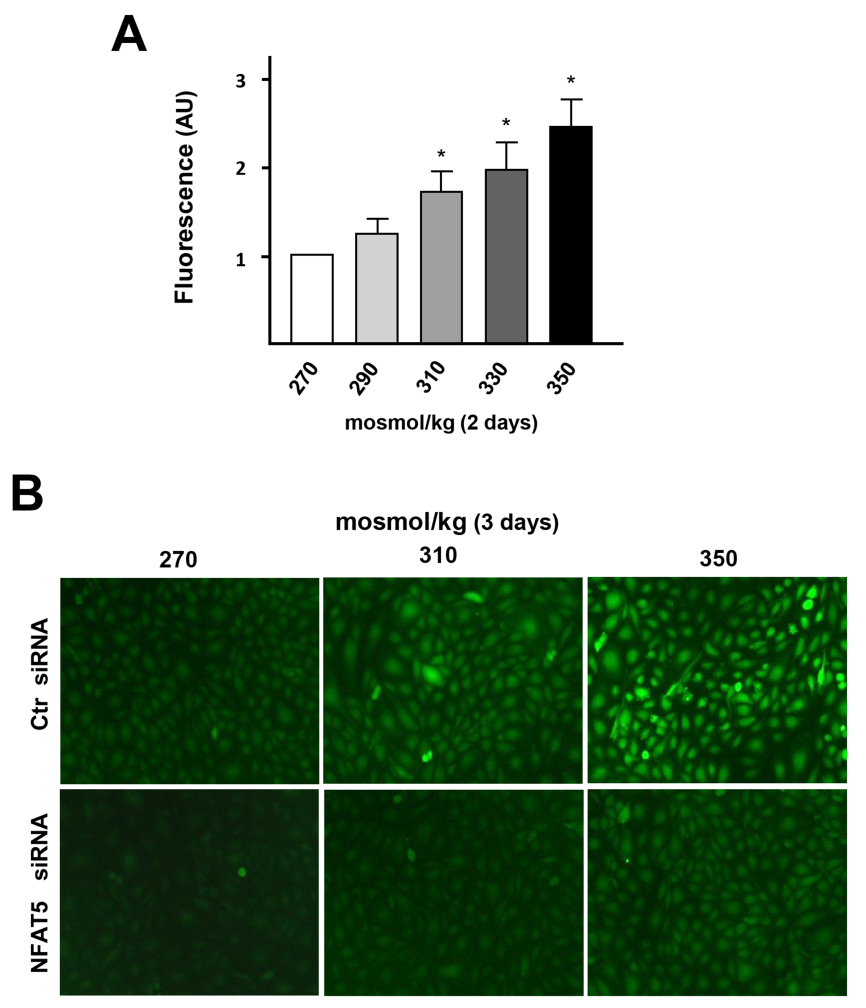 A
Fluorescence (AU)
3
2
1
*
*
*
270
290
310
330
350
mosmol/kg (2 days)
B
mosmol/kg (3 days)
270
310
350
Ctr siRNA
NFAT5 siRNA